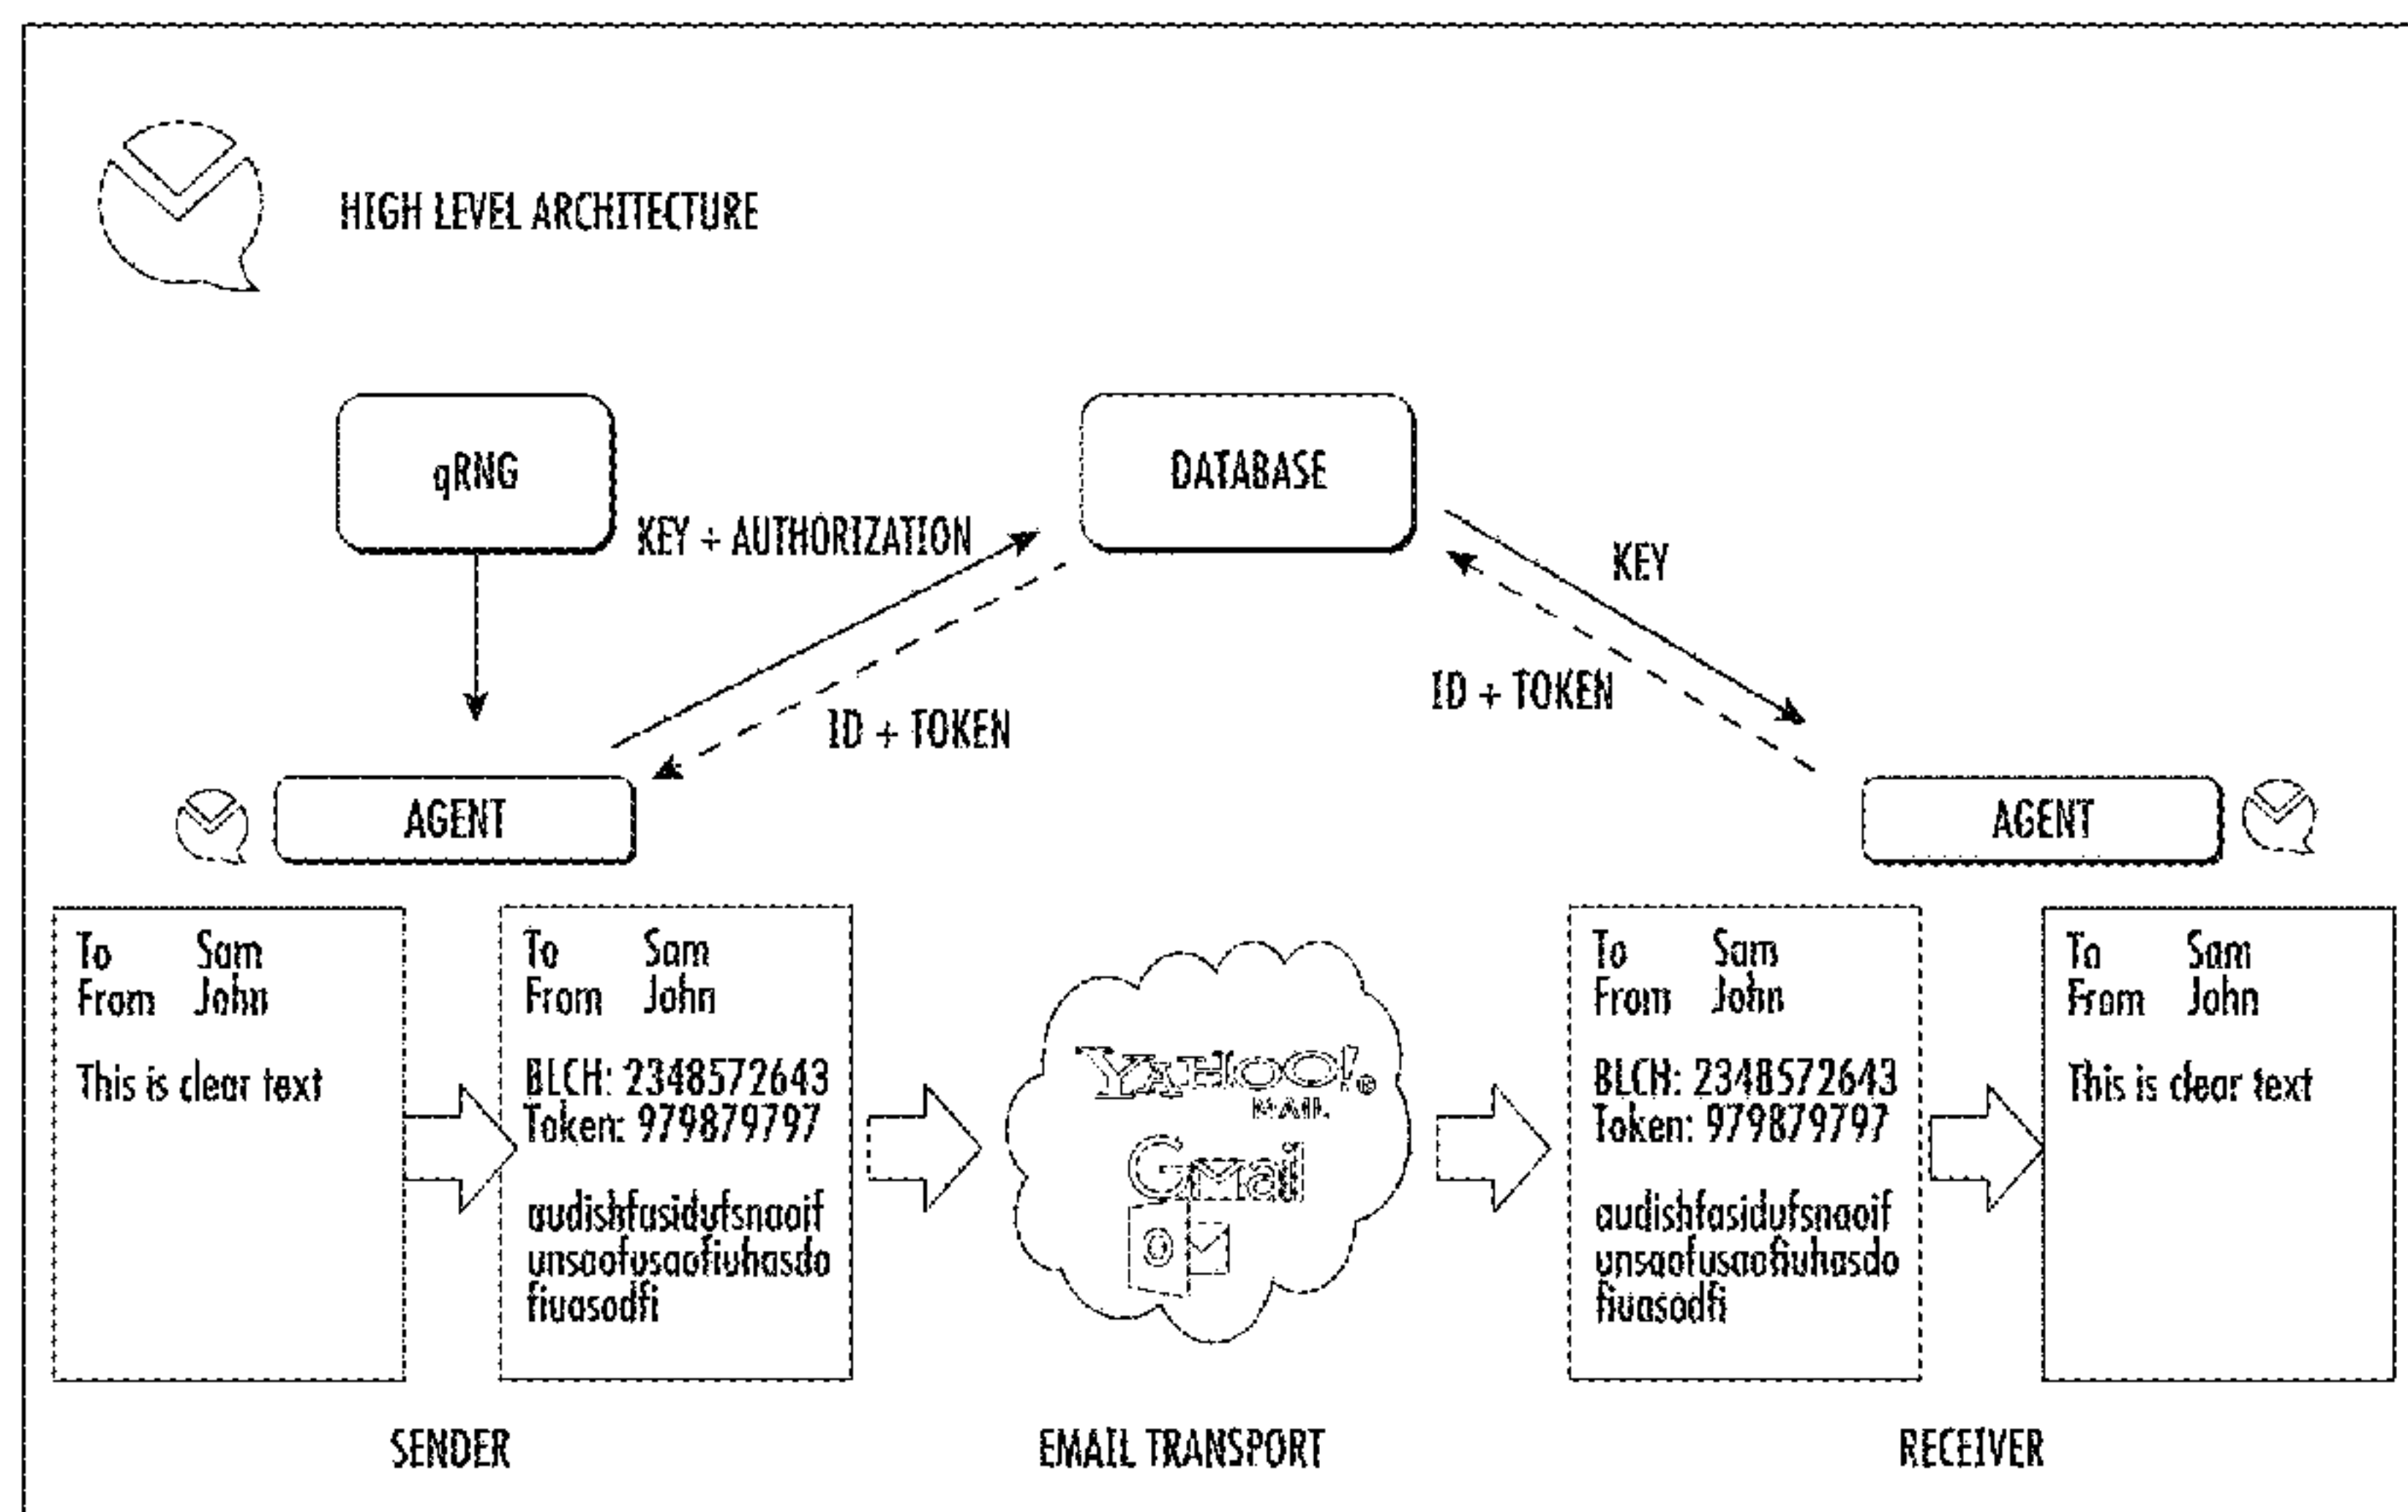 HIGH LEVEL ARCHITECTURE
qRNG
DATABASE
KEY + AUTHORIZATION
KEY
ID + TOKEN
ID + TOKEN
AGENT
AGENT
To Sam
From John
This is clear text
To Sam
From John
BLCH: 2348572643
Token: 979879797
audishfasidufsnaoif
unsaofusaofiuhasdo
fiuasodfi
YAHOO!®
MAIL
Gmail
To Sam
From John
BLCH: 2348572643
Token: 979879797
audishfasidufsnaoif
unsaofusaofiuhasdo
fiuasodfi
To Sam
From John
This is clear text
SENDER
EMAIL TRANSPORT
RECEIVER